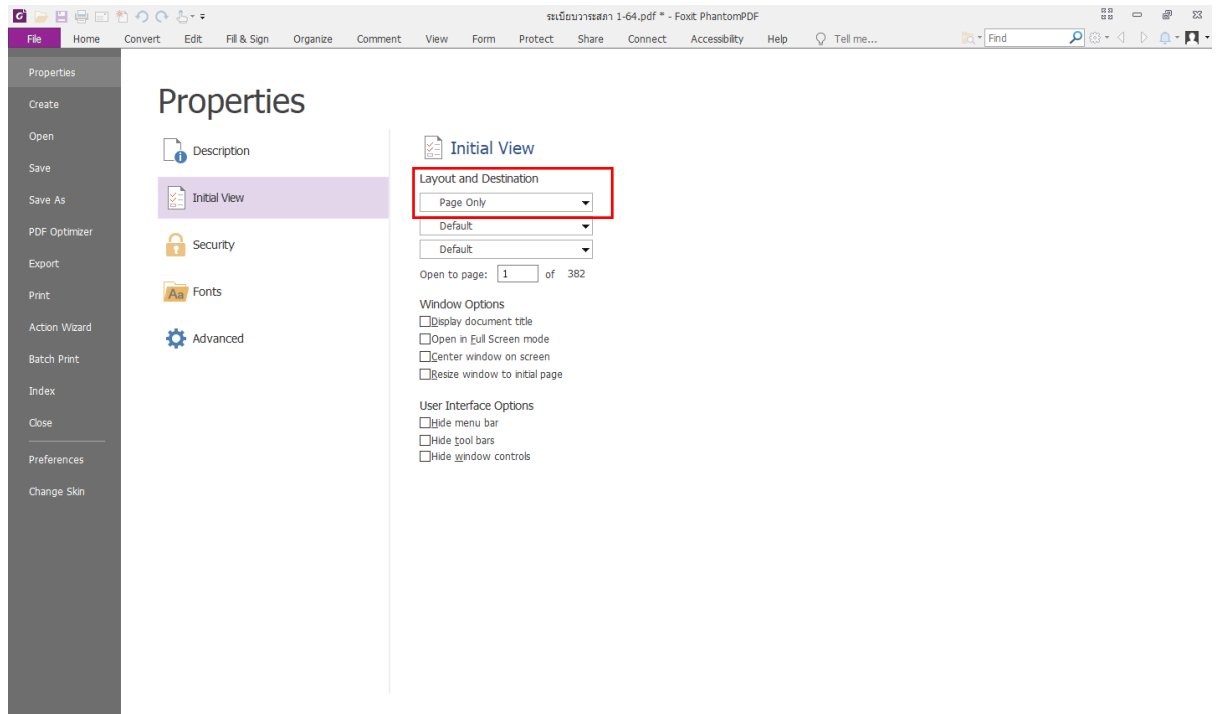 ระเบียบวาระสภา 1-64.pdf * - Foxit PhantomPDF
File Home Convert Edit Fill & Sign Organize Comment View Form Protect Share Connect Accessibility Help Tell me... Find
Properties
Create
Open
Save
Save As
PDF Optimizer
Export
Print
Action Wizard
Batch Print
Index
Close
Preferences
Change Skin
Properties
Description
Initial View
Security
Fonts
Advanced
Initial View
Layout and Destination
Page Only
Default
Default
Open to page: 1 of 382
Window Options
Display document title
Open in Full Screen mode
Center window on screen
Resize window to initial page
User Interface Options
Hide menu bar
Hide tool bars
Hide window controls